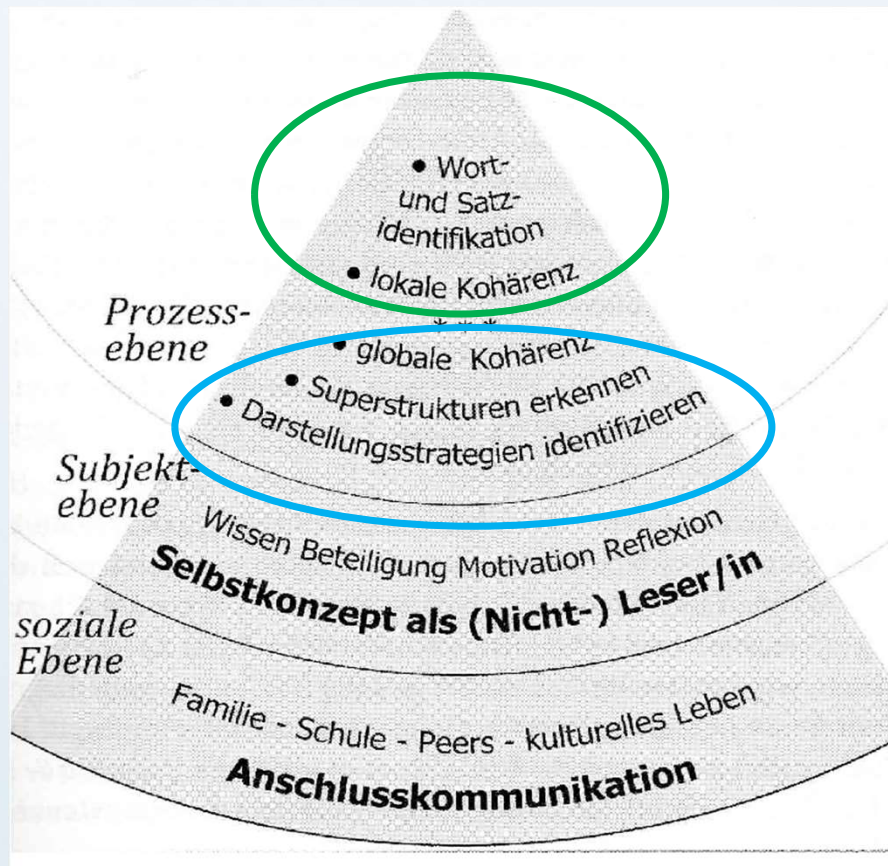 • Wort-
und Satz-
identifikation
• lokale Kohärenz
* * *
Prozess-
ebene
• globale Kohärenz
• Superstrukturen erkennen
• Darstellungsstrategien identifizieren
Subjekt-
ebene
Wissen Beteiligung Motivation Reflexion
Selbstkonzept als (Nicht-) Leser/in
soziale
Ebene
Familie - Schule - Peers - kulturelles Leben
Anschlusskommunikation